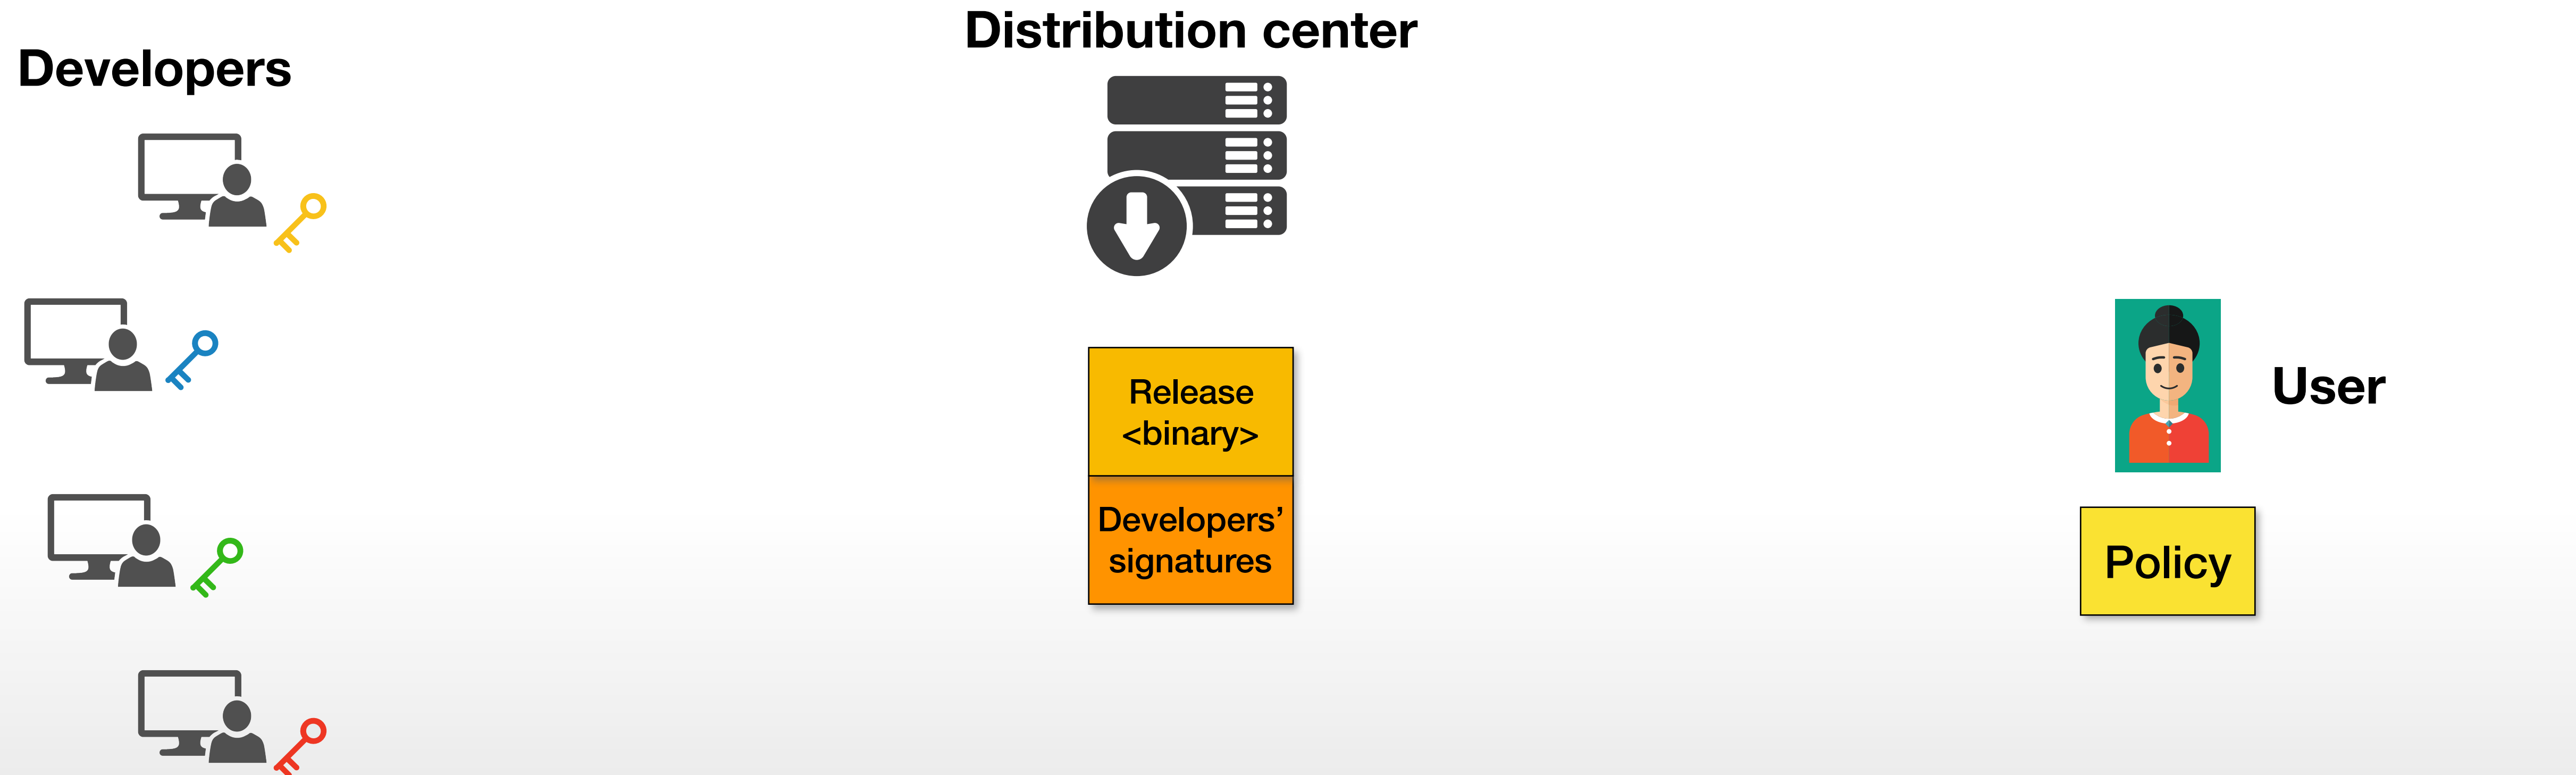 Developers
Distribution center
Release
<binary>
Developers’
signatures
User
Policy